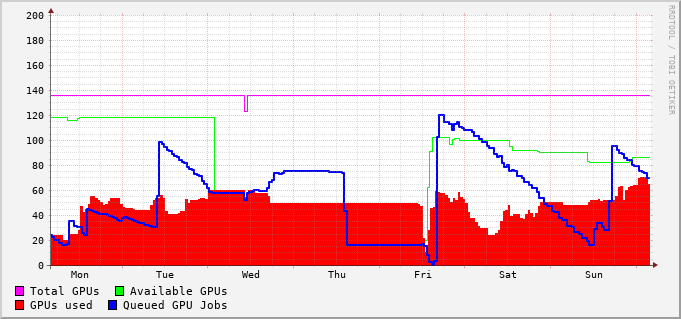 200
180
160
140
120
100
80
60
40
20
0
Mon Tue Wed Thu Fri Sat Sun
Total GPUs Available GPUs
GPUs used Queued GPU Jobs
RRDTOOL / TOBI OETIKER